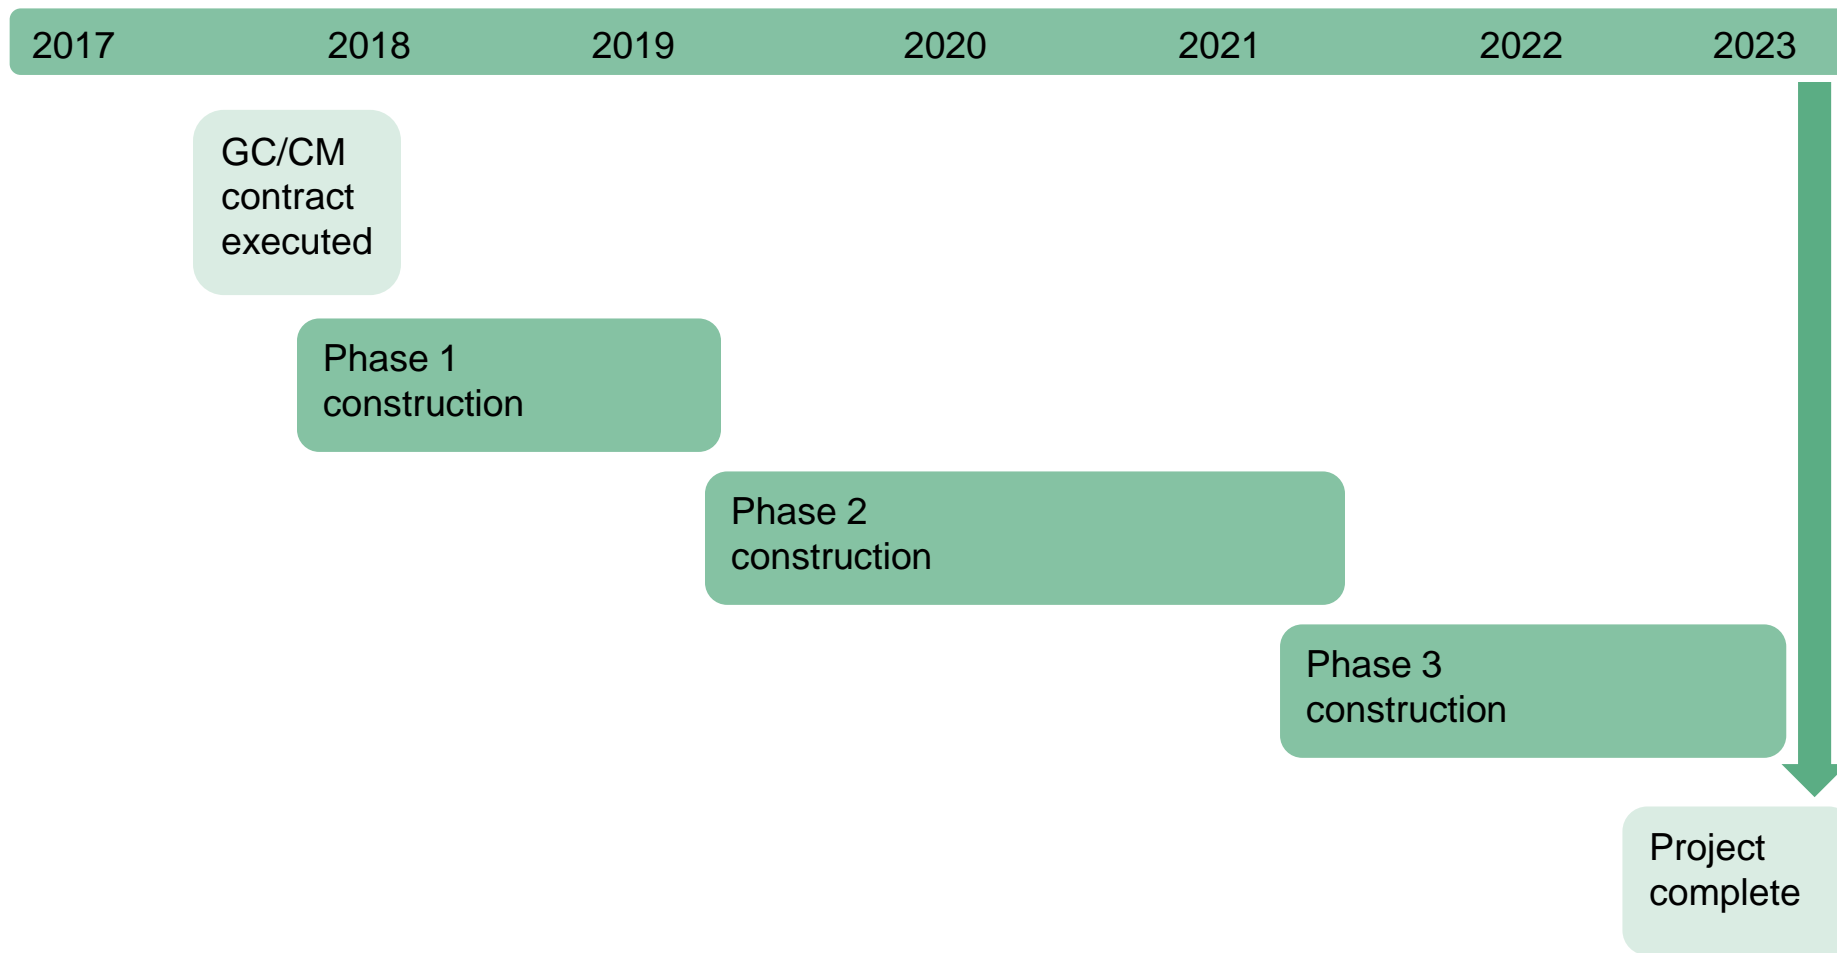 2017 2018 2019 2020 2021 2022 2023
GC/CM
contract
executed
Phase 1
construction
Phase 2
construction
Phase 3
construction
Project
complete